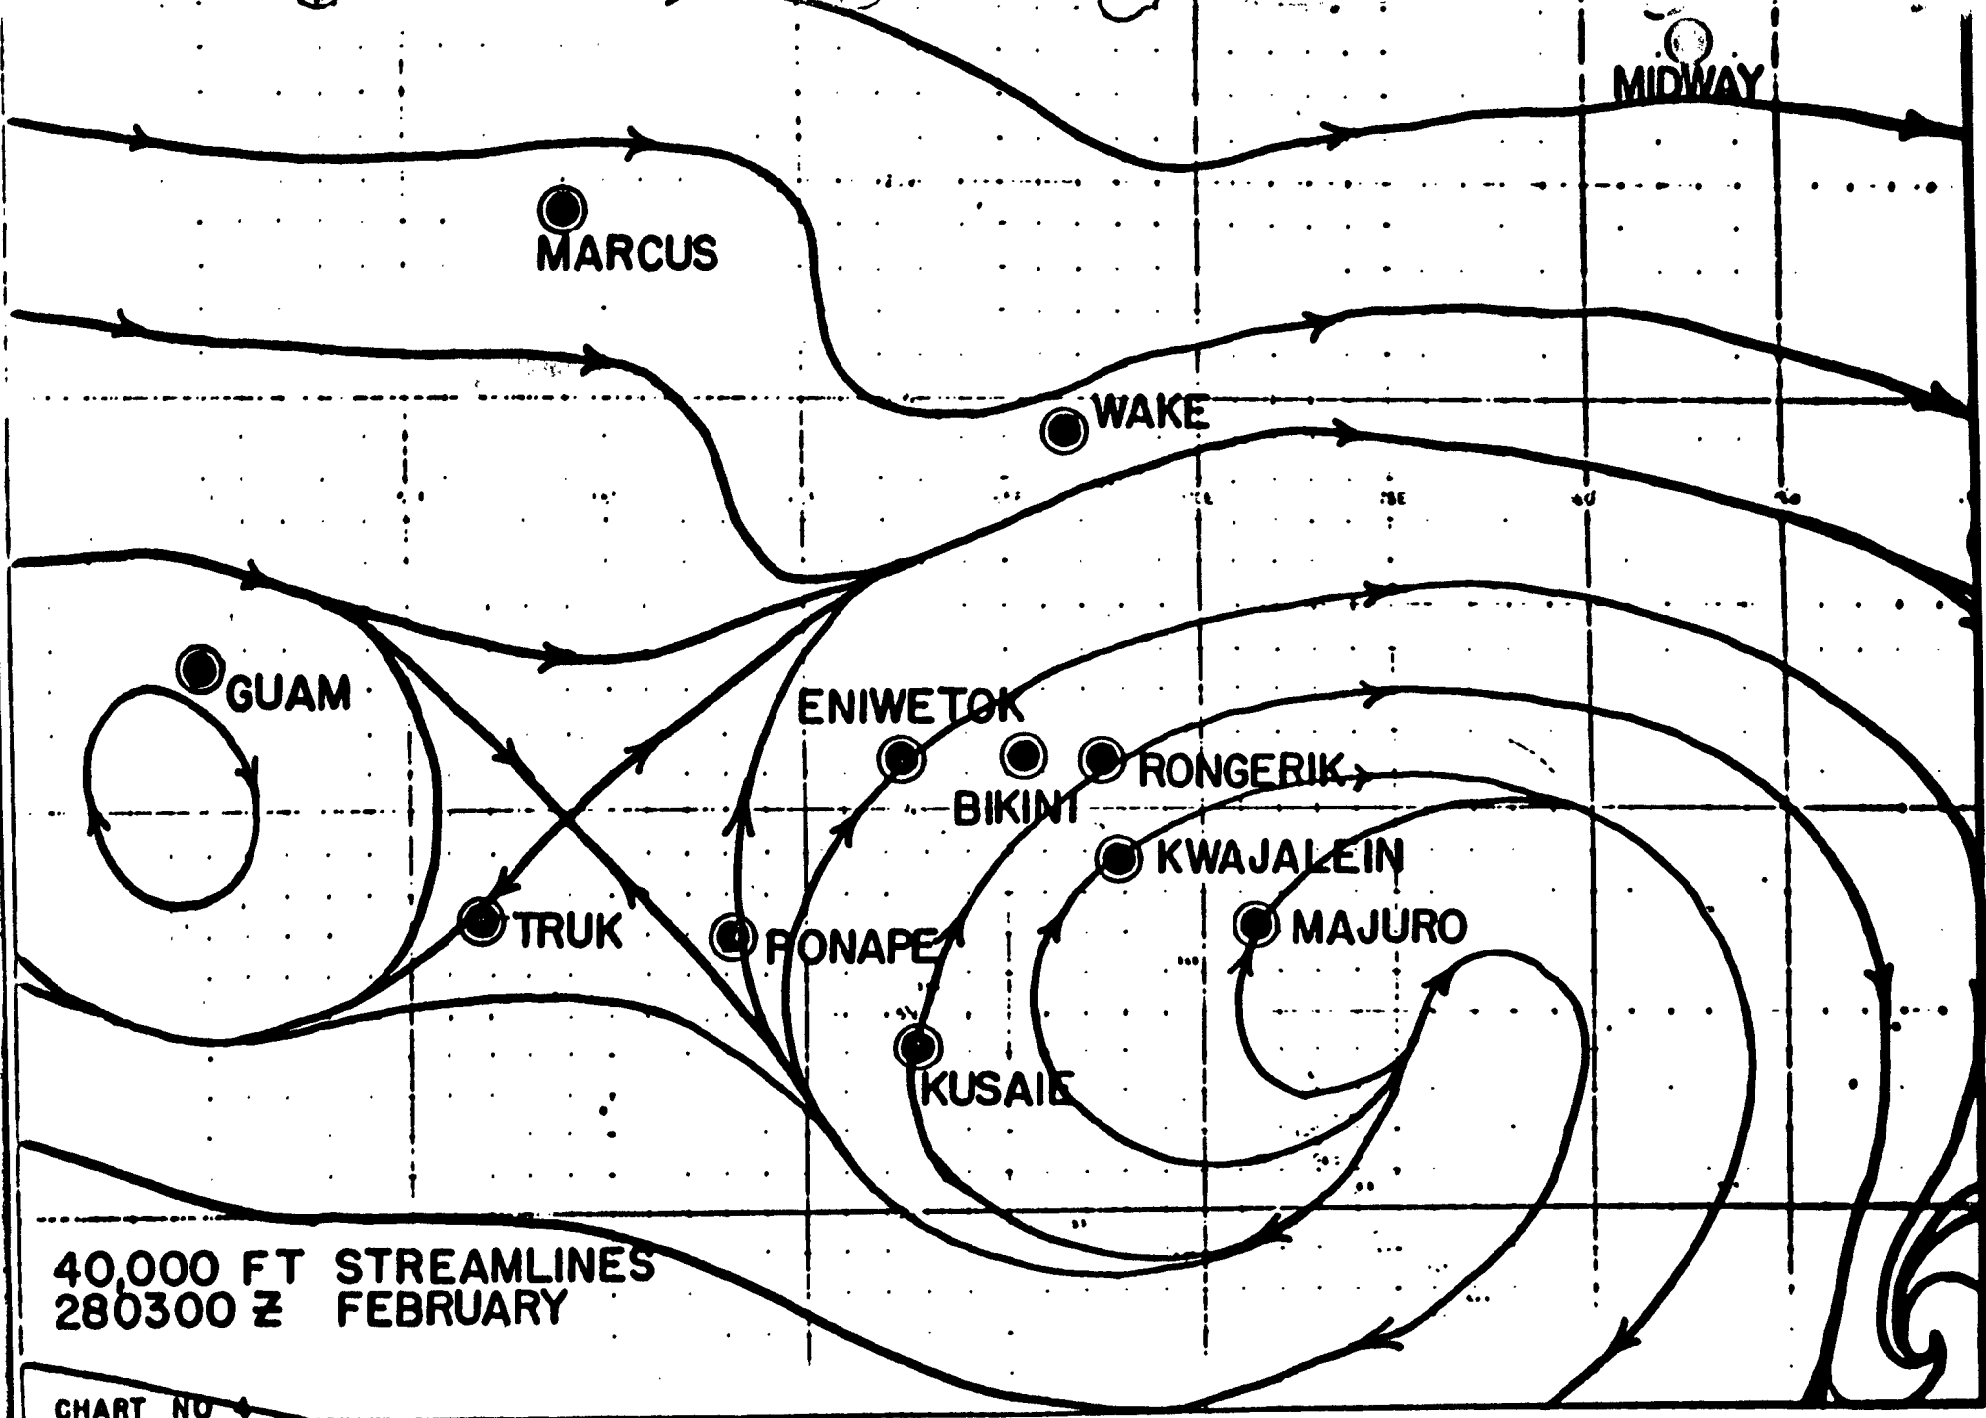 MIDWAY
MARCUS
WAKE
GUAM
ENIWETOK
BIKINI
RONGERIK
KWAJALEIN
TRUK
PONAPE
MAJURO
KUSAIE
40,000 FT STREAMLINES
280300 Z FEBRUARY
CHART NO 4